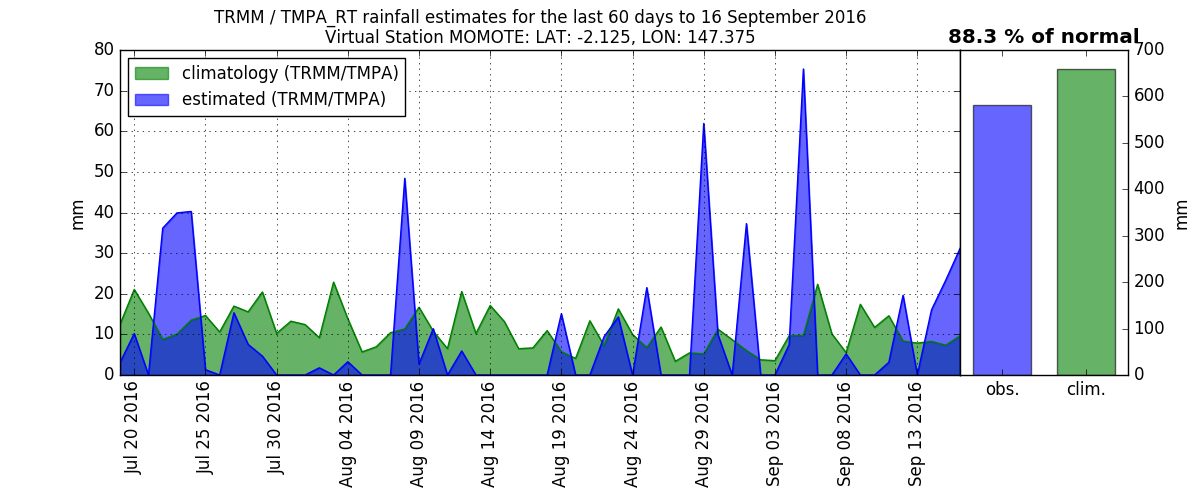 TRMM / TMPA_RT rainfall estimates for the last 60 days to 16 September 2016
Virtual Station MOMOTE: LAT: -2.125, LON: 147.375
88.3 % of normal
climatology (TRMM/TMPA)
estimated (TRMM/TMPA)
mm
80
70
60
50
40
30
20
10
0
Jul 20 2016
Jul 25 2016
Jul 30 2016
Aug 04 2016
Aug 09 2016
Aug 14 2016
Aug 19 2016
Aug 24 2016
Aug 29 2016
Sep 03 2016
Sep 08 2016
Sep 13 2016
obs.
clim.
700
600
500
400
300
200
100
0
mm